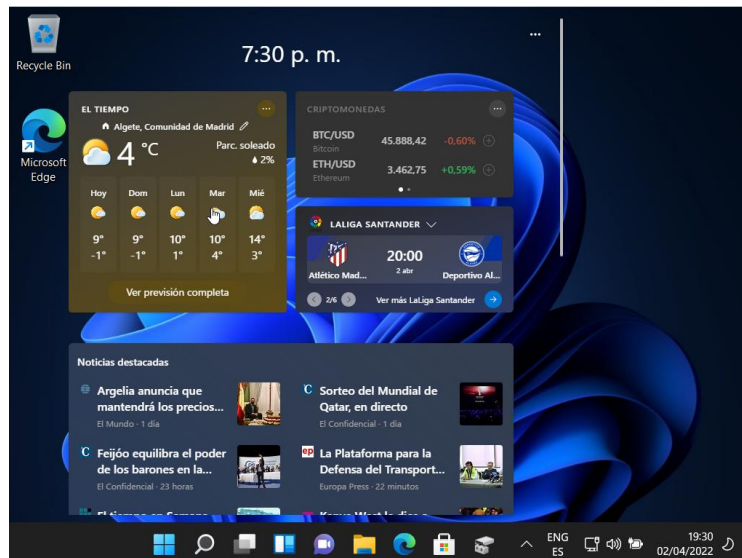 Recycle Bin
Microsoft
Edge
7:30 p. m.
EL TIEMPO
Algete, Comunidad de Madrid
4 °C
Parc. soleado
2%
Hoy Dom Lun Mar Mié
9° 9° 10° 10° 14°
-1° -1° 1° 4° 3°
Ver previsión completa
CRIPTOMONEDAS
BTC/USD 45.888,42 -0,60%
Bitcoin
ETH/USD 3.462,75 +0,59%
Ethereum
LALIGA SANTANDER
20:00
2 abr
Atlético Mad... Deportivo Al...
2/6 Ver más LaLiga Santander
Noticias destacadas
Argelia anuncia que
mantendrá los precios...
El Mundo · 1 día
Sorteo del Mundial de
Qatar, en directo
El Confidencial · 1 día
Feijóo equilibra el poder
de los barones en la...
El Confidencial · 23 horas
ep
La Plataforma para la
Defensa del Transport...
Europa Press · 22 minutos
ENG
ES
19:30
02/04/2022